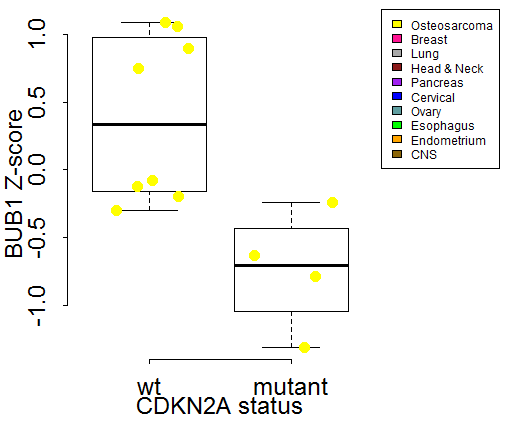 BUB1 Z-score
1.0
0.5
0.0
-0.5
-1.0
wt mutant
CDKN2A status
Osteosarcoma
Breast
Lung
Head & Neck
Pancreas
Cervical
Ovary
Esophagus
Endometrium
CNS